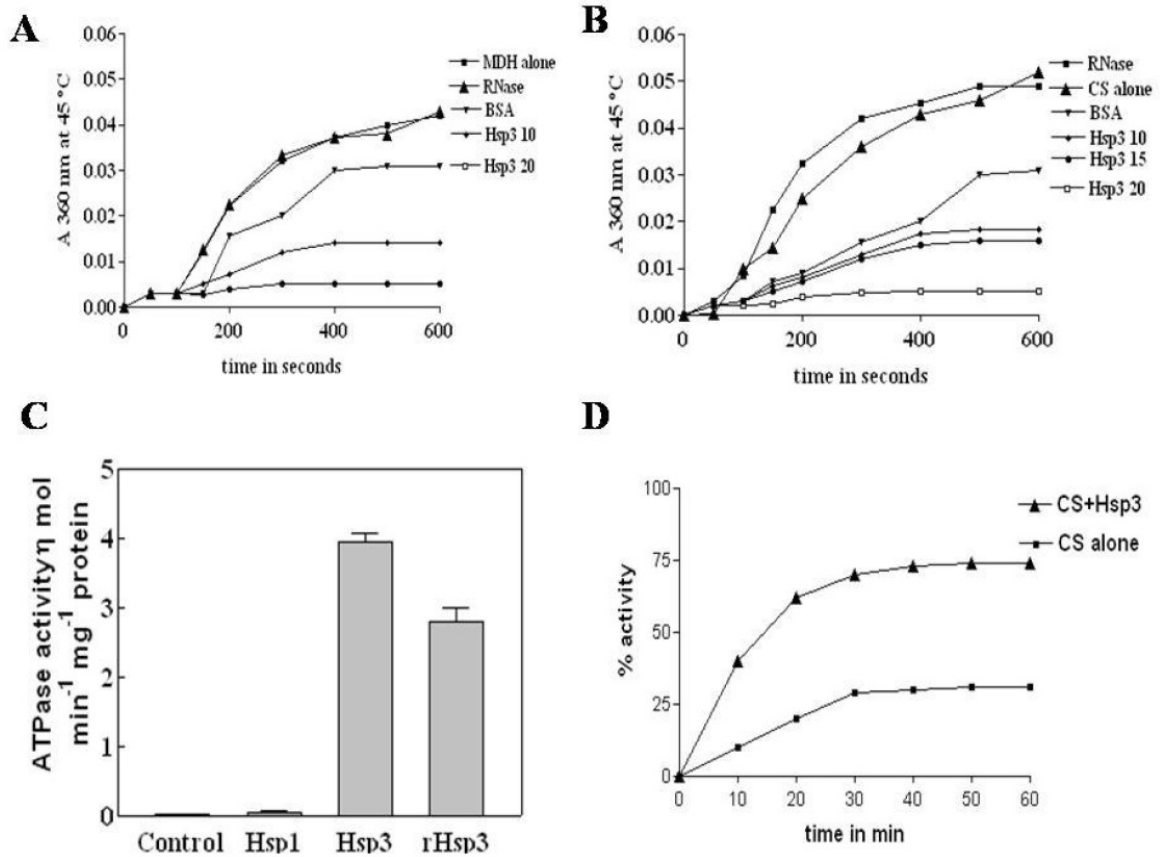 A
A 360 nm at 45 °C
0.06
0.05
0.04
0.03
0.02
0.01
0.00
0 200 400 600
time in seconds
MDH alone
RNase
BSA
Hsp3 10
Hsp3 20
B
A 360 nm at 45 °C
0.06
0.05
0.04
0.03
0.02
0.01
0.00
0 200 400 600
time in seconds
RNase
CS alone
BSA
Hsp3 10
Hsp3 15
Hsp3 20
C
ATPase activity η mol
min-1 mg-1 protein
5
4
3
2
1
0
Control Hsp1 Hsp3 rHsp3
D
% activity
100
75
50
25
0
0 10 20 30 40 50 60
time in min
CS+Hsp3
CS alone